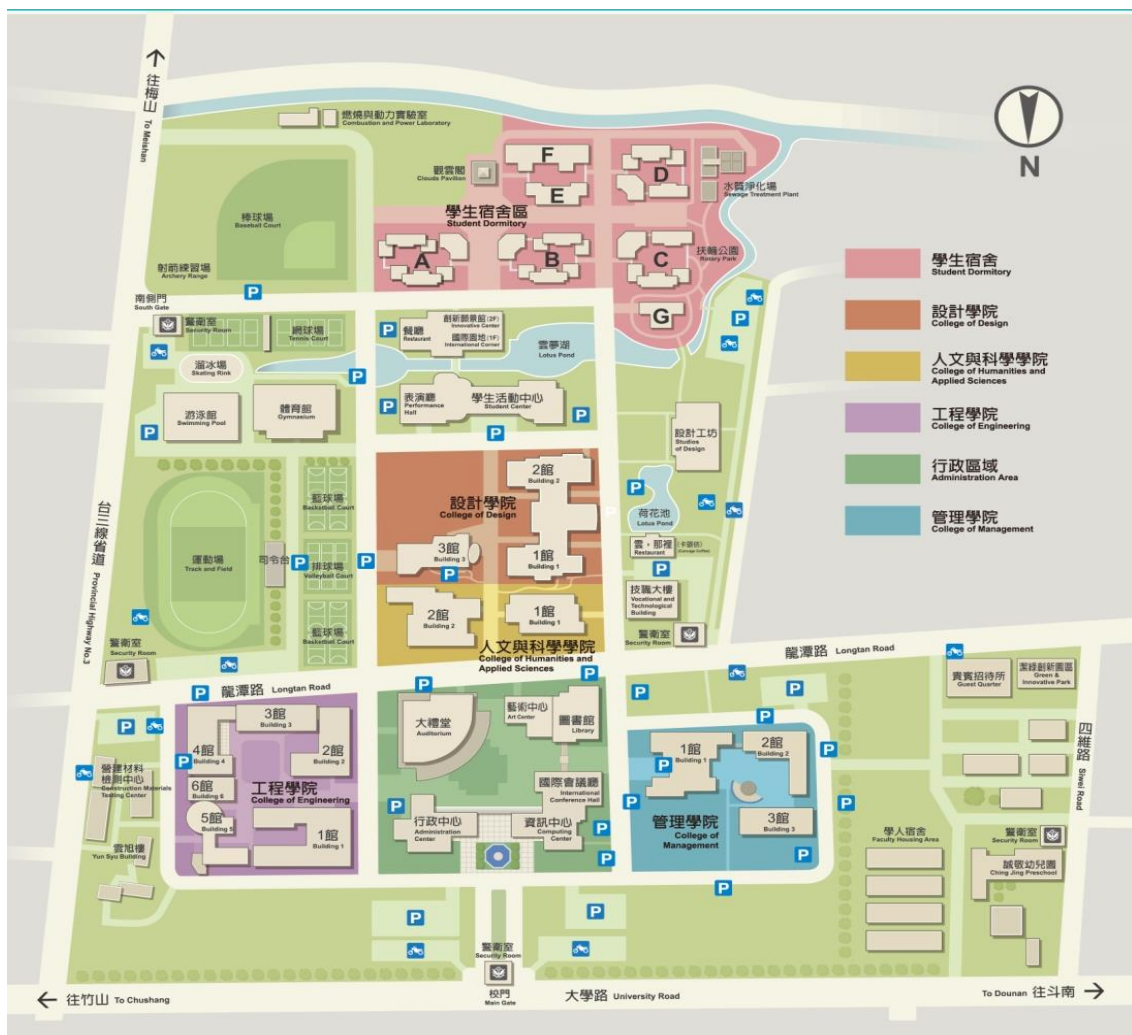 往梅山
To Meishan
燃燒與動力實驗室
Combustion and Power Laboratory
N
觀雲閣
Clouds Pavilion
F
E
D
水質淨化場
Sewage Treatment Plant
學生宿舍區
Student Dormitory
A
B
C
G
扶輪公園
Rotary Park
棒球場
Baseball Court
射箭練習場
Archery Range
P
學生宿舍
Student Dormitory
設計學院
College of Design
人文與科學學院
College of Humanities and
Applied Sciences
工程學院
College of Engineering
行政區域
Administration Area
管理學院
College of Management
南側門
South Gate
警衛室
Security Room
網球場
Tennis Court
溜冰場
Skating Rink
游泳館
Swimming Pool
體育館
Gymnasium
P
P
P
餐廳
Restaurant
創新願景館(2F)
Innovative Center
國際園地(1F)
International Corner
雲夢湖
Lotus Pond
P
表演廳
Performance
Hall
學生活動中心
Student Center
P
P
P
P
設計工坊
Studios
of Design
台三線省道
Provincial Highway No.3
運動場
Track and Field
司令台
P
籃球場
Basketball Court
排球場
Volleyball Court
籃球場
Basketball Court
P
設計學院
College of Design
2館
Building 2
3館
Building 3
P
1館
Building 1
P
2館
Building 2
1館
Building 1
人文與科學學院
College of Humanities and
Applied Sciences
P
荷花池
Lotus Pond
雲，那裡
Restaurant
P
技職大樓
Vocational and
Technological
Building
警衛室
Security Room
警衛室
Security Room
龍潭路 Longtan Road
龍潭路 Longtan Road
P
P
P
P
P
P
3館
Building 3
4館
Building 4
P
2館
Building 2
6館
Building 6
5館
Building 5
1館
Building 1
工程學院
College of Engineering
營建材料
檢測中心
Construction Materials
Testing Center
雲旭樓
Yun Syu Building
大禮堂
Auditorium
藝術中心
Art Center
圖書館
Library
國際會議廳
International
Conference Hall
P
行政中心
Administration
Center
資訊中心
Computing
Center
P
P
P
1館
Building 1
P
2館
Building 2
P
3館
Building 3
管理學院
College of
Management
P
P
P
P
P
貴賓招待所
Guest Quarter
潔綠創新園區
Green &
Innovative Park
四維路
Siwei Road
學人宿舍
Faculty Housing Area
警衛室
Security Room
誠敬幼兒園
Ching Jing Preschool
P
P
警衛室
Security Room
校門
Main Gate
往竹山 To Chushang
大學路 University Road
To Dounan 往斗南